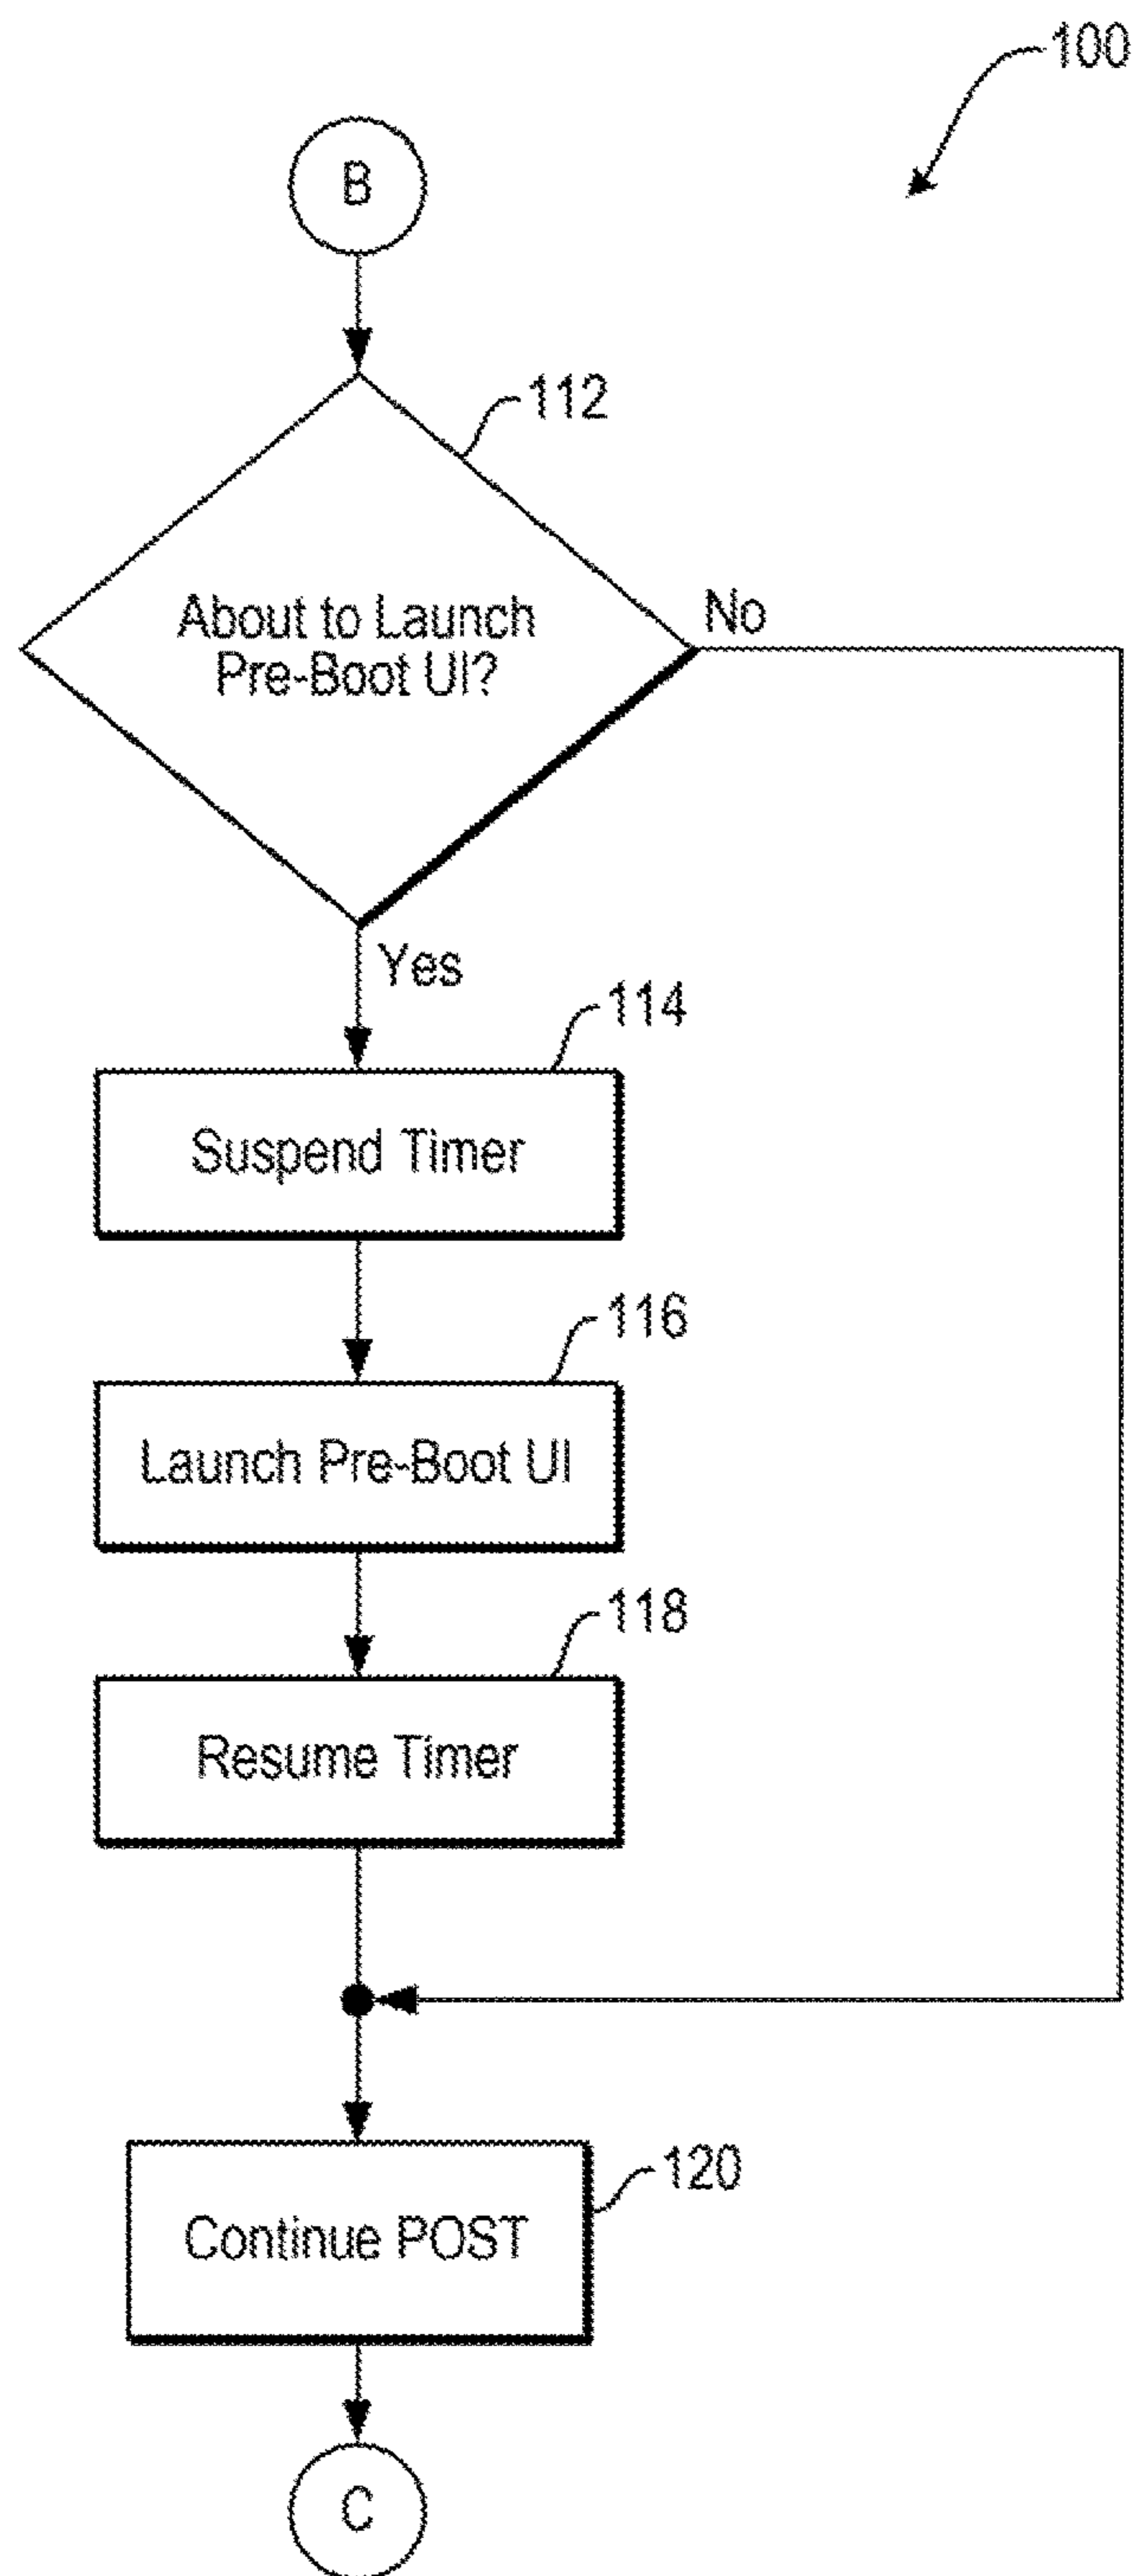 100
B
112
About to Launch
Pre-Boot UI?
No
Yes
114
Suspend Timer
116
Launch Pre-Boot UI
118
Resume Timer
120
Continue POST
C